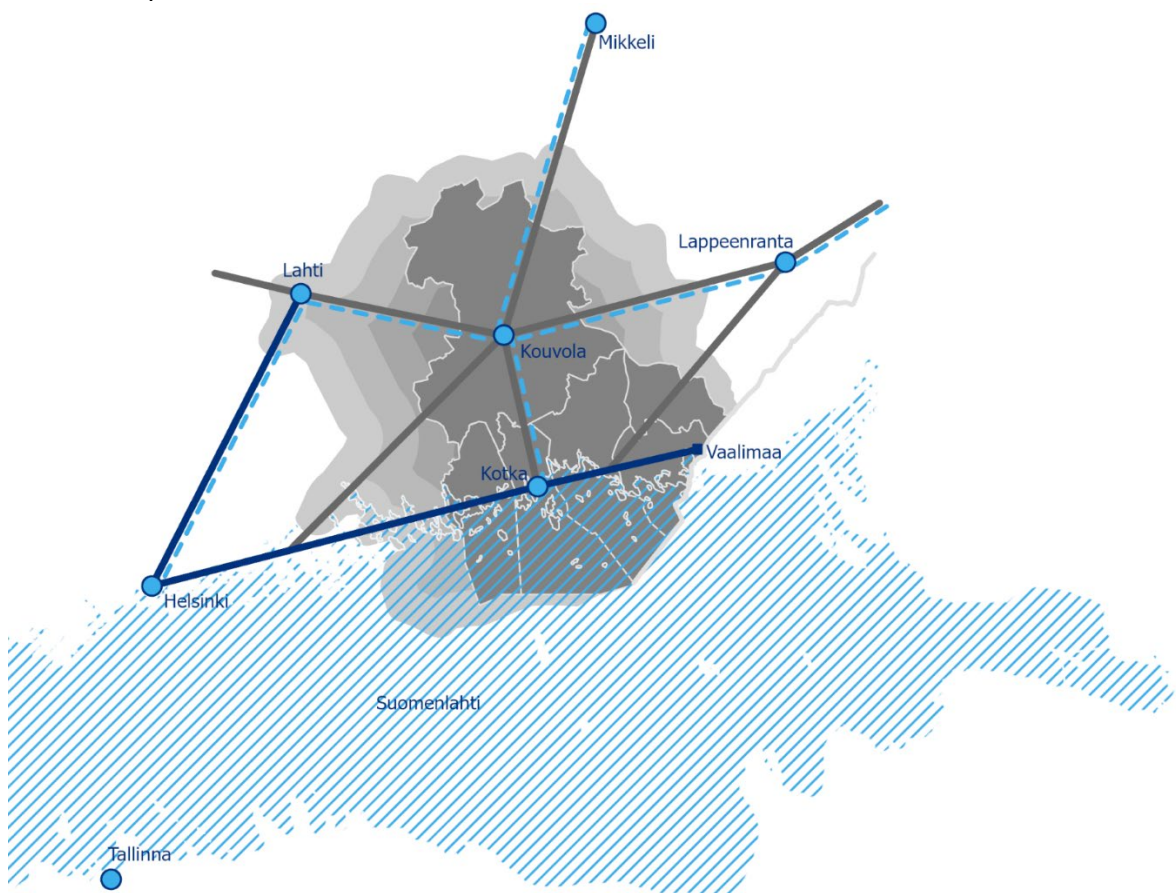 Mikkeli
Lappeenranta
Lahti
Kouvola
Vaalimaa
Kotka
Helsinki
Suomenlahti
Tallinna